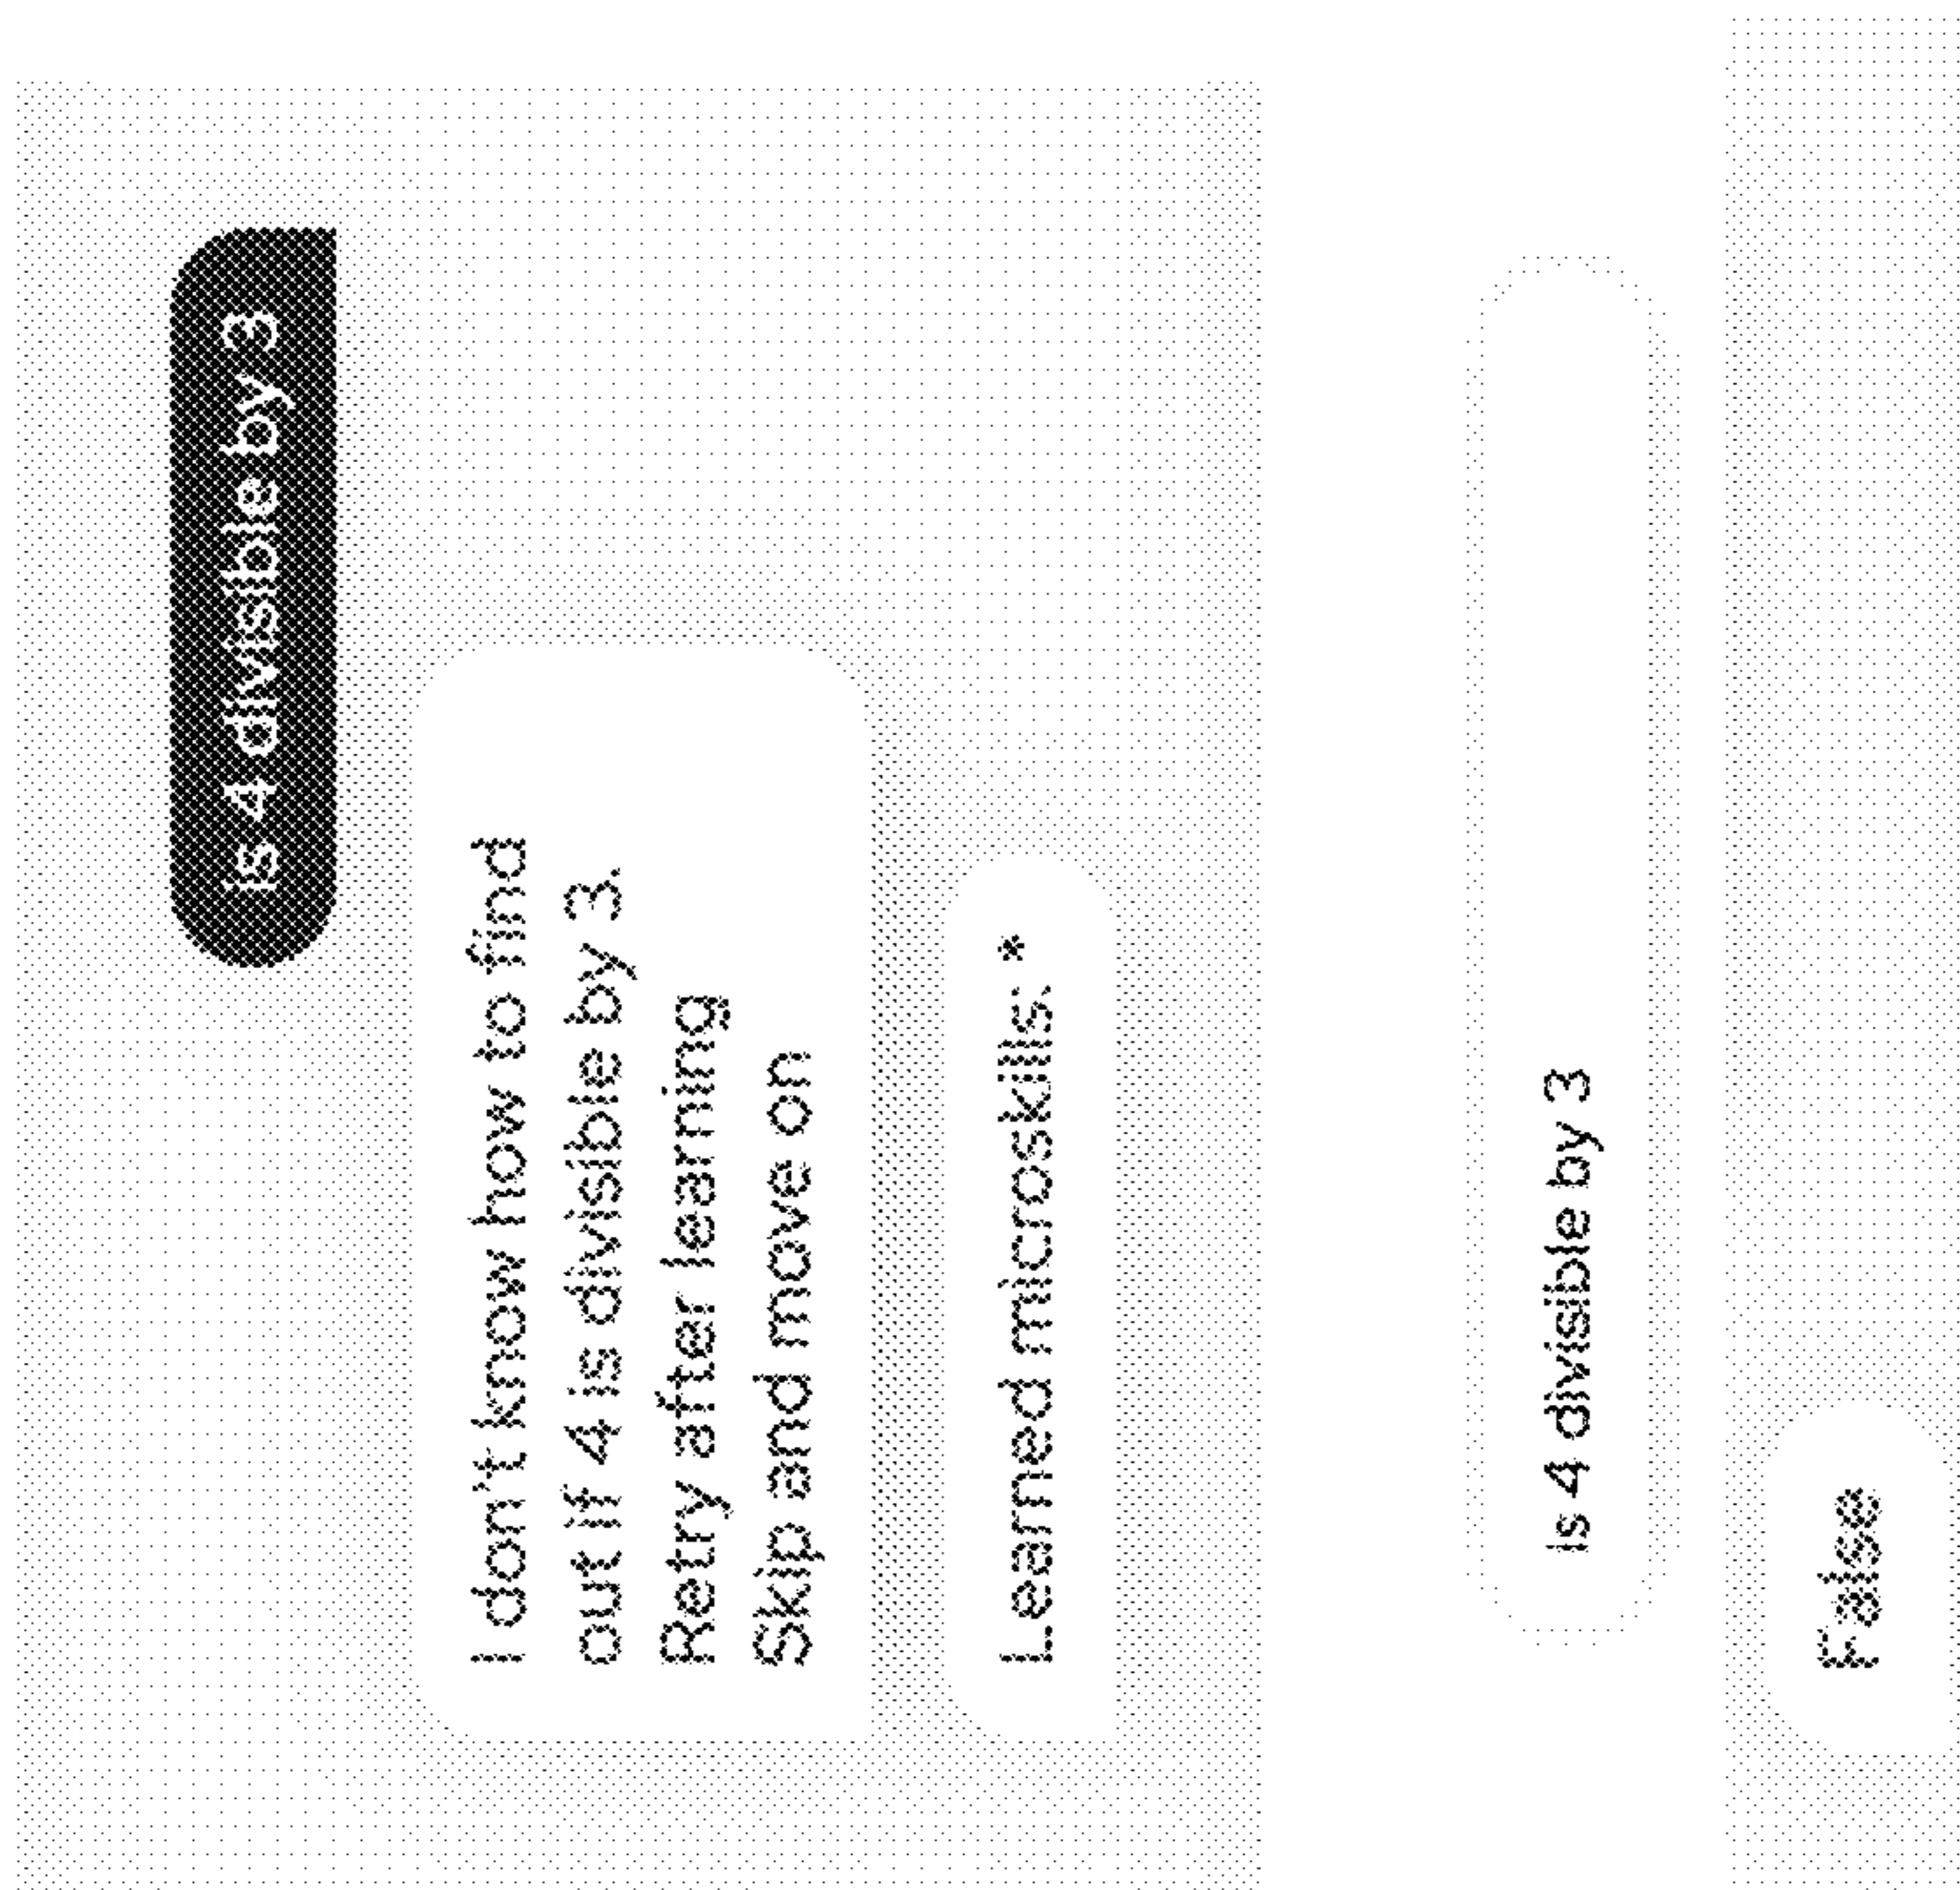 is 4 divisible by 3
I don't know how to find
out if 4 is divisible by 3.
Retry after learning
Skip and move on
Learned microskills: *
is 4 divisible by 3
False